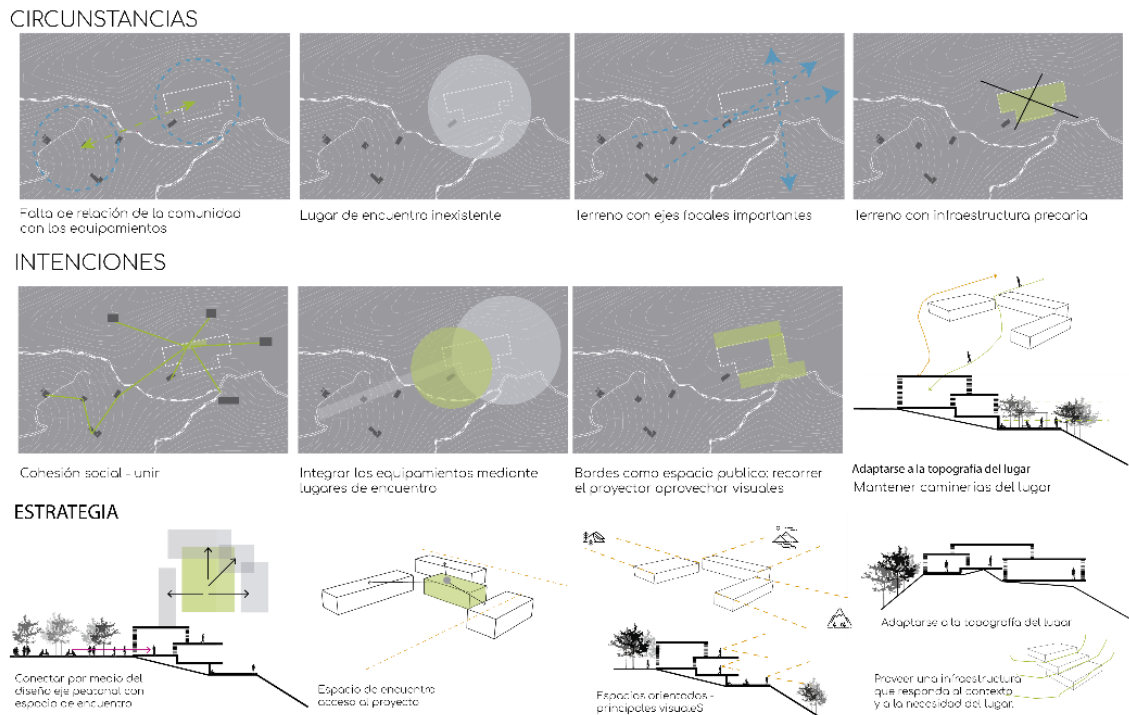 CIRCUNSTANCIAS
Falta de relación de la comunidad
con los equipamientos
Lugar de encuentro inexistente
Terreno con ejes focales importantes
Terreno con infraestructura precaria
INTENCIONES
Cohesión social - unir
Integrar los equipamientos mediante
lugares de encuentro
Bordes como espacio publico: recorrer
el proyector aprovechar visuales
Adaptarse a la topografía del lugar
Mantener caminerias del lugar
ESTRATEGIA
Conectar por medio del
diseño eje peatonal con
espacio de encuentro
Espacio de encuentro
acceso al proyecto
Espacios orientados -
principales visualeS
Adaptarse a la topografía del lugar
Proveer una infraestructura
que responda al contexto
y a la necesidad del lugar.